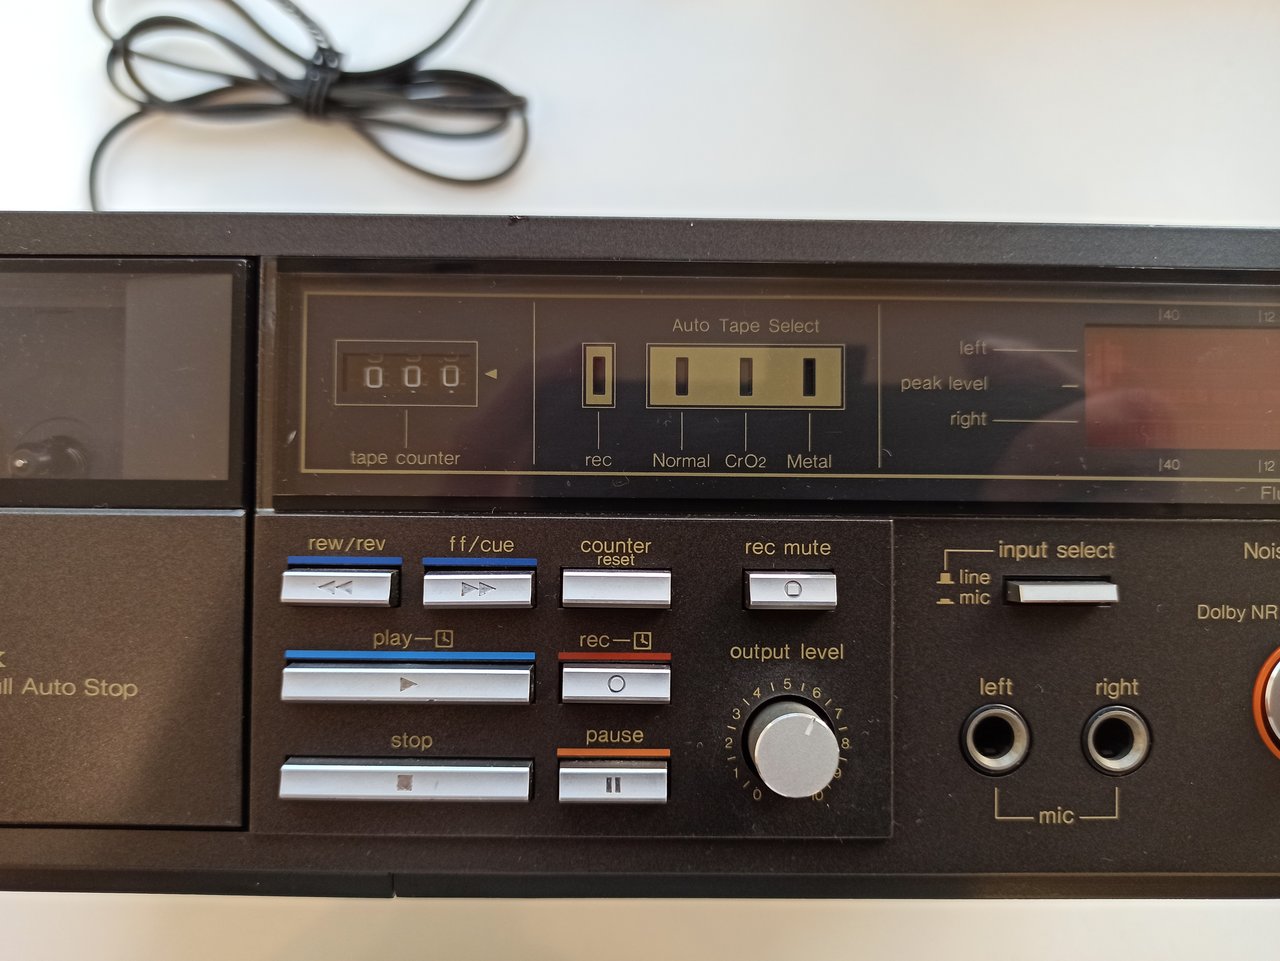 Auto Tape Select
000
tape counter
rec
Normal CrO2 Metal
left
peak level
right
40 12
40 12
rew/rev
ff/cue
counter
reset
rec mute
play
rec
output level
0 1 2 3 4 5 6 7 8 9 10
stop
pause
input select
line
mic
left right
mic
Dolby NR
Auto Stop